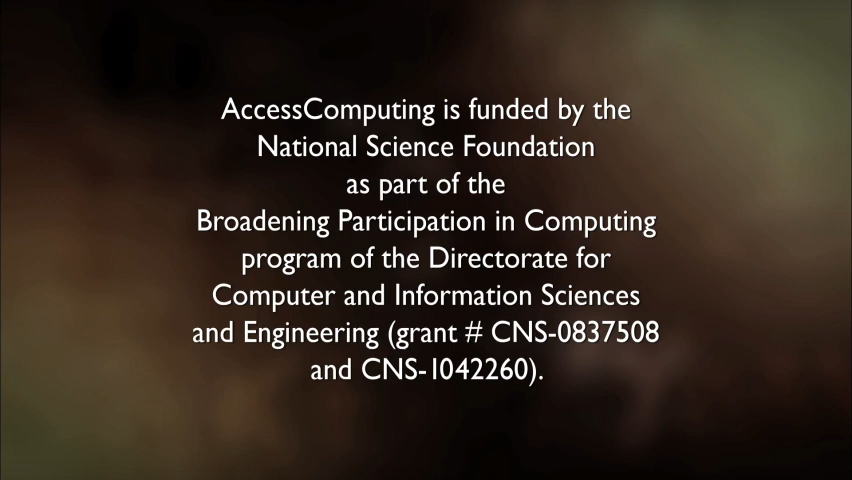 AccessComputing is funded by the
National Science Foundation
as part of the
Broadening Participation in Computing
program of the Directorate for
Computer and Information Sciences
and Engineering (grant # CNS-0837508
and CNS-1042260).